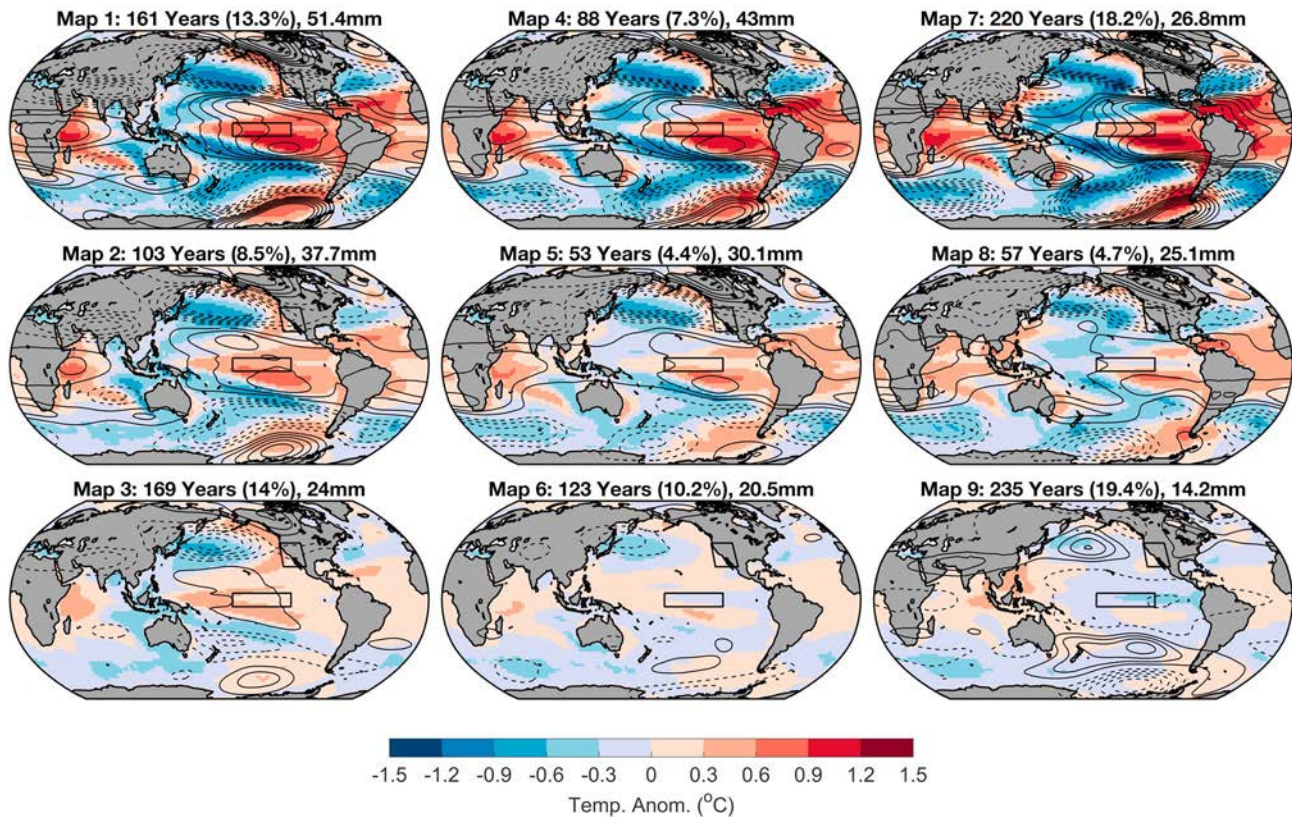 Map 1: 161 Years (13.3%), 51.4mm
Map 4: 88 Years (7.3%), 43mm
Map 7: 220 Years (18.2%), 26.8mm
Map 2: 103 Years (8.5%), 37.7mm
Map 5: 53 Years (4.4%), 30.1mm
Map 8: 57 Years (4.7%), 25.1mm
Map 3: 169 Years (14%), 24mm
Map 6: 123 Years (10.2%), 20.5mm
Map 9: 235 Years (19.4%), 14.2mm
-1.5 -1.2 -0.9 -0.6 -0.3 0 0.3 0.6 0.9 1.2 1.5
Temp. Anom. (°C)